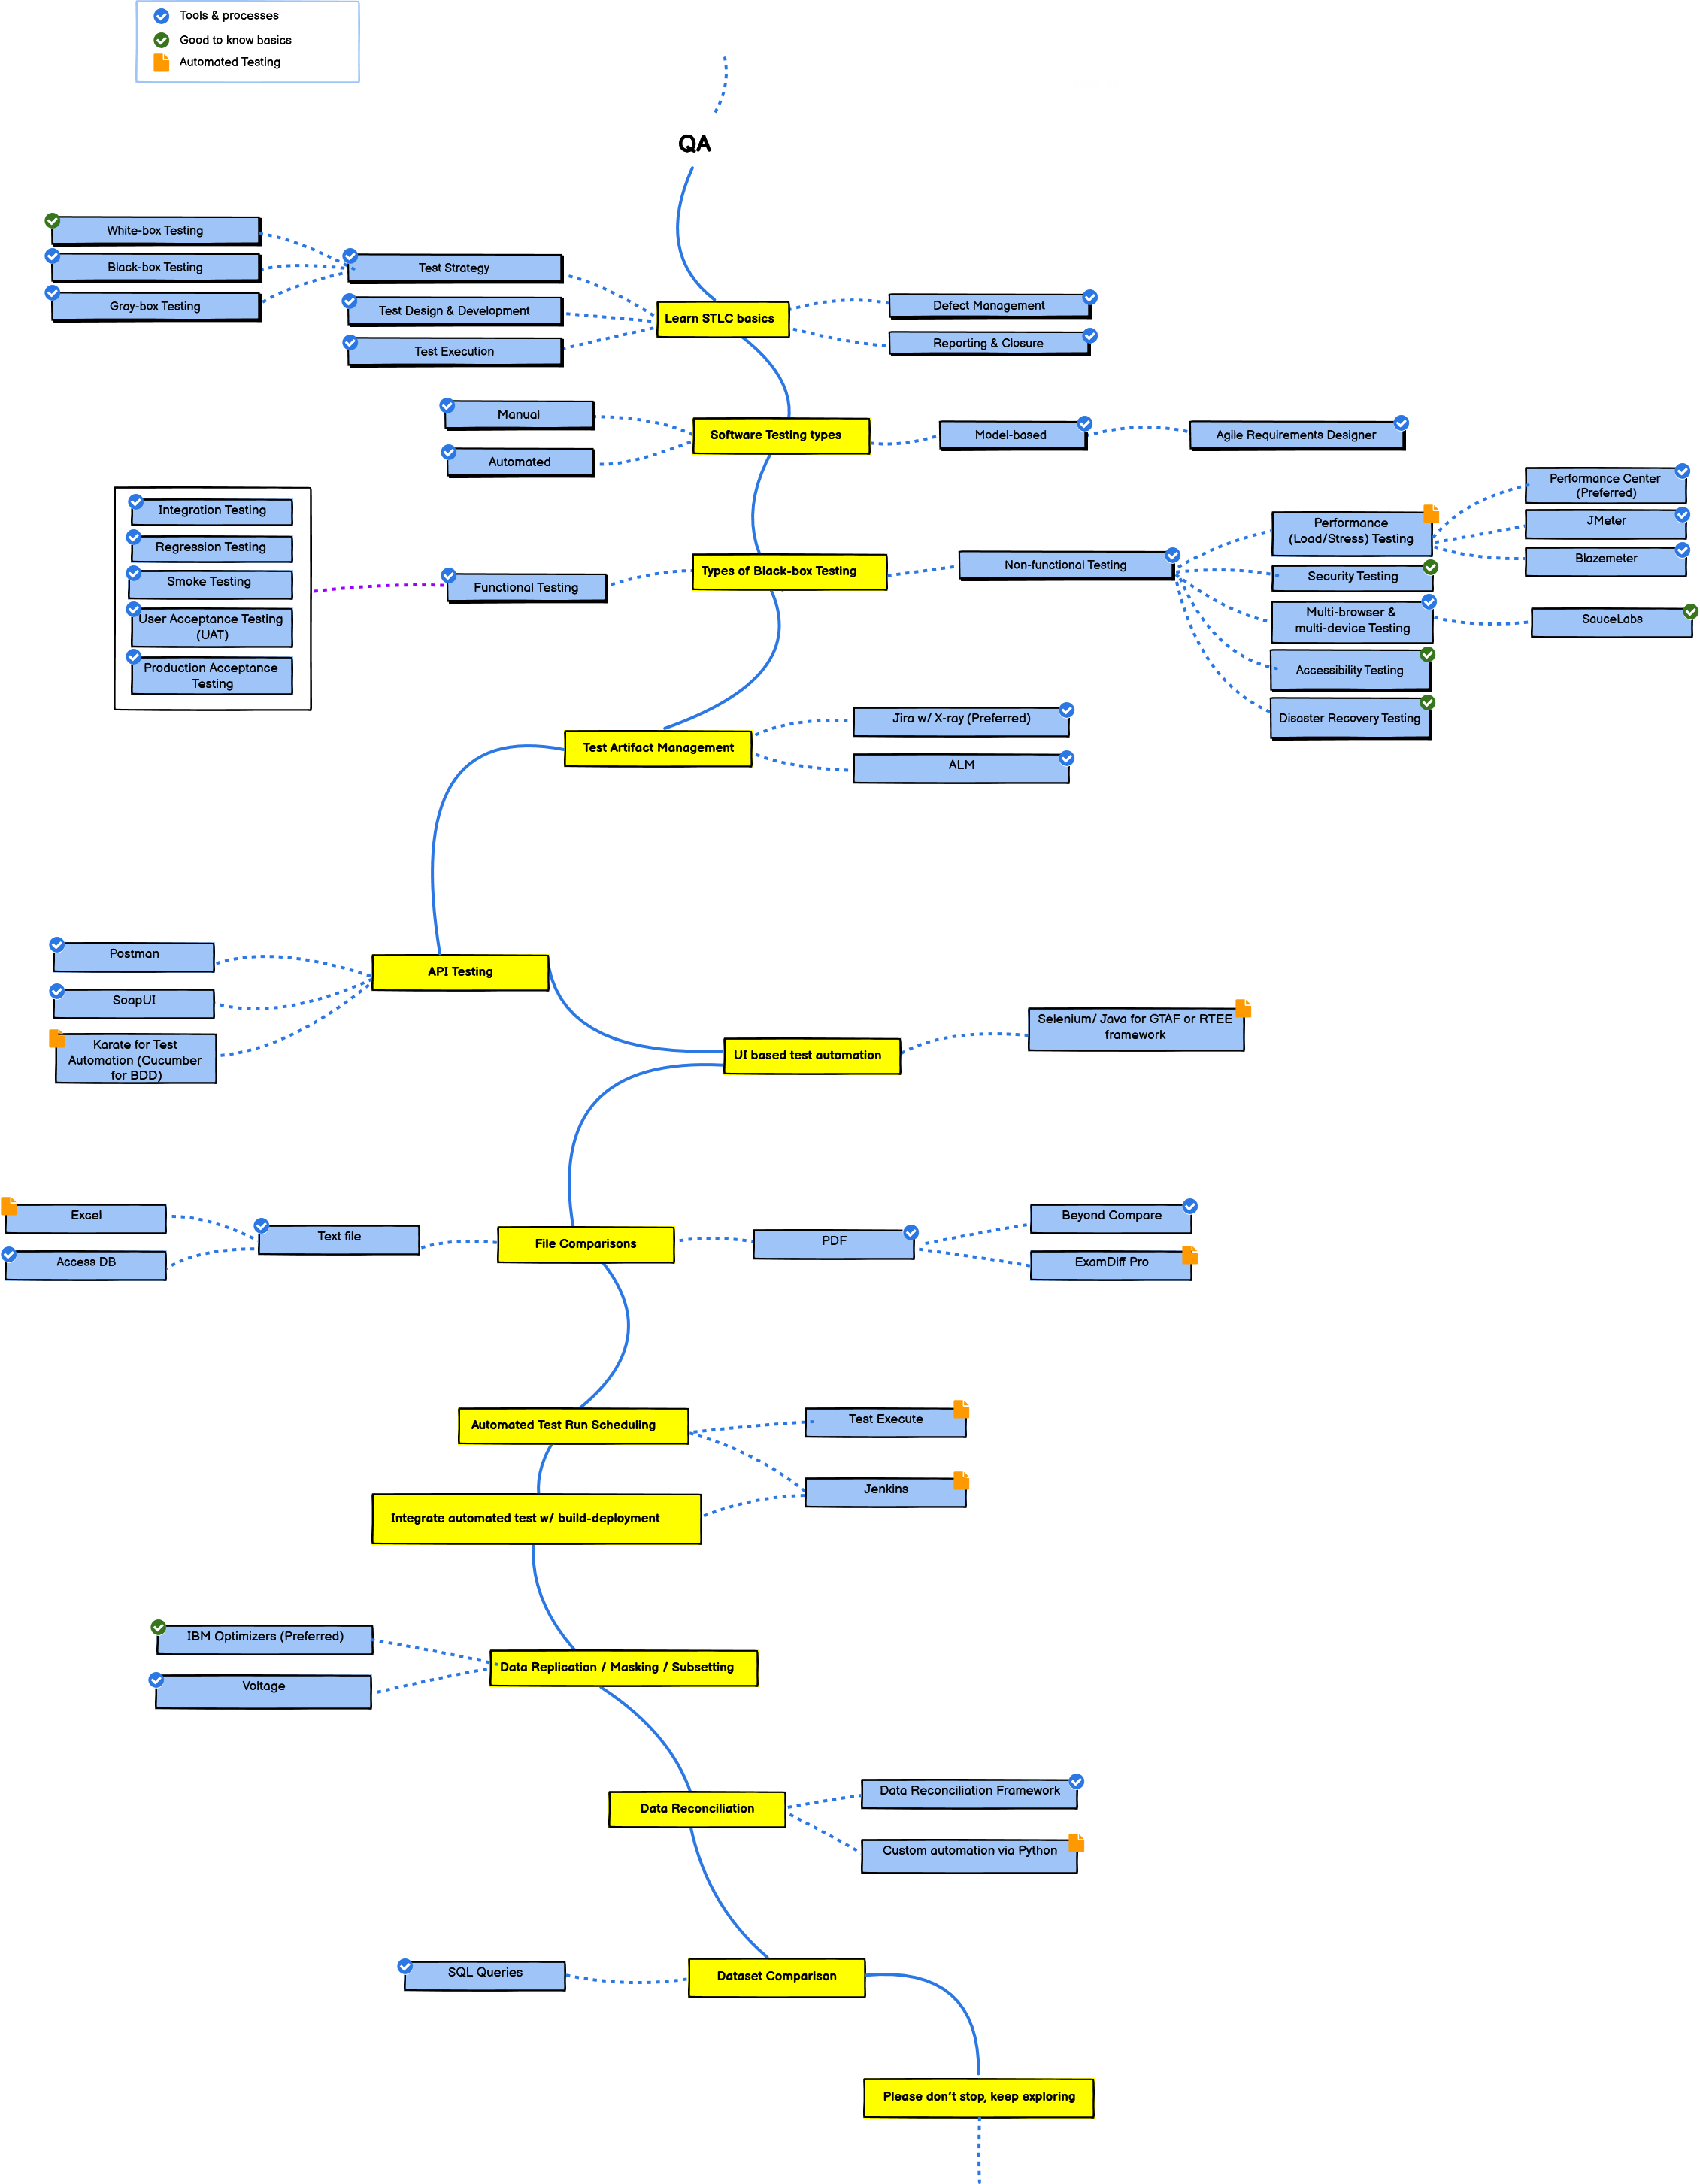 Tools & processes
Good to know basics
Automated Testing
QA
White-box Testing
Black-box Testing
Gray-box Testing
Test Strategy
Test Design & Development
Test Execution
Learn STLC basics
Defect Management
Reporting & Closure
Manual
Automated
Software Testing types
Model-based
Agile Requirements Designer
Integration Testing
Regression Testing
Smoke Testing
User Acceptance Testing
(UAT)
Production Acceptance
Testing
Functional Testing
Types of Black-box Testing
Non-functional Testing
Performance
(Load/Stress) Testing
Security Testing
Multi-browser &
multi-device Testing
Accessibility Testing
Disaster Recovery Testing
Performance Center
(Preferred)
JMeter
Blazemeter
SauceLabs
Test Artifact Management
Jira w/ X-ray (Preferred)
ALM
Postman
SoapUI
Karate for Test
Automation (Cucumber
for BDD)
API Testing
UI based test automation
Selenium/ Java for GTAF or RTEE
framework
Excel
Access DB
Text file
File Comparisons
PDF
Beyond Compare
ExamDiff Pro
Automated Test Run Scheduling
Test Execute
Jenkins
Integrate automated test w/ build-deployment
IBM Optimizers (Preferred)
Voltage
Data Replication / Masking / Subsetting
Data Reconciliation
Data Reconciliation Framework
Custom automation via Python
SQL Queries
Dataset Comparison
Please don't stop, keep exploring